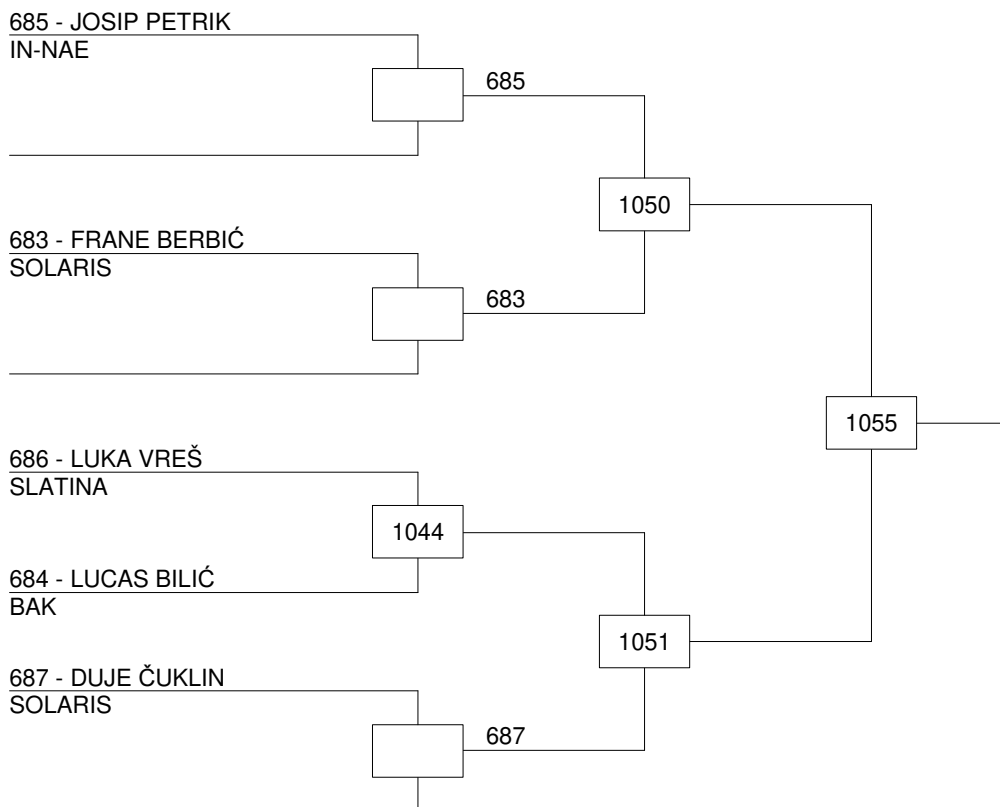 685 - JOSIP PETRIK
IN-NAE
685
1050
683 - FRANE BERBIĆ
SOLARIS
683
1055
686 - LUKA VREŠ
SLATINA
1044
684 - LUCAS BILIĆ
BAK
1051
687 - DUJE ČUKLIN
SOLARIS
687